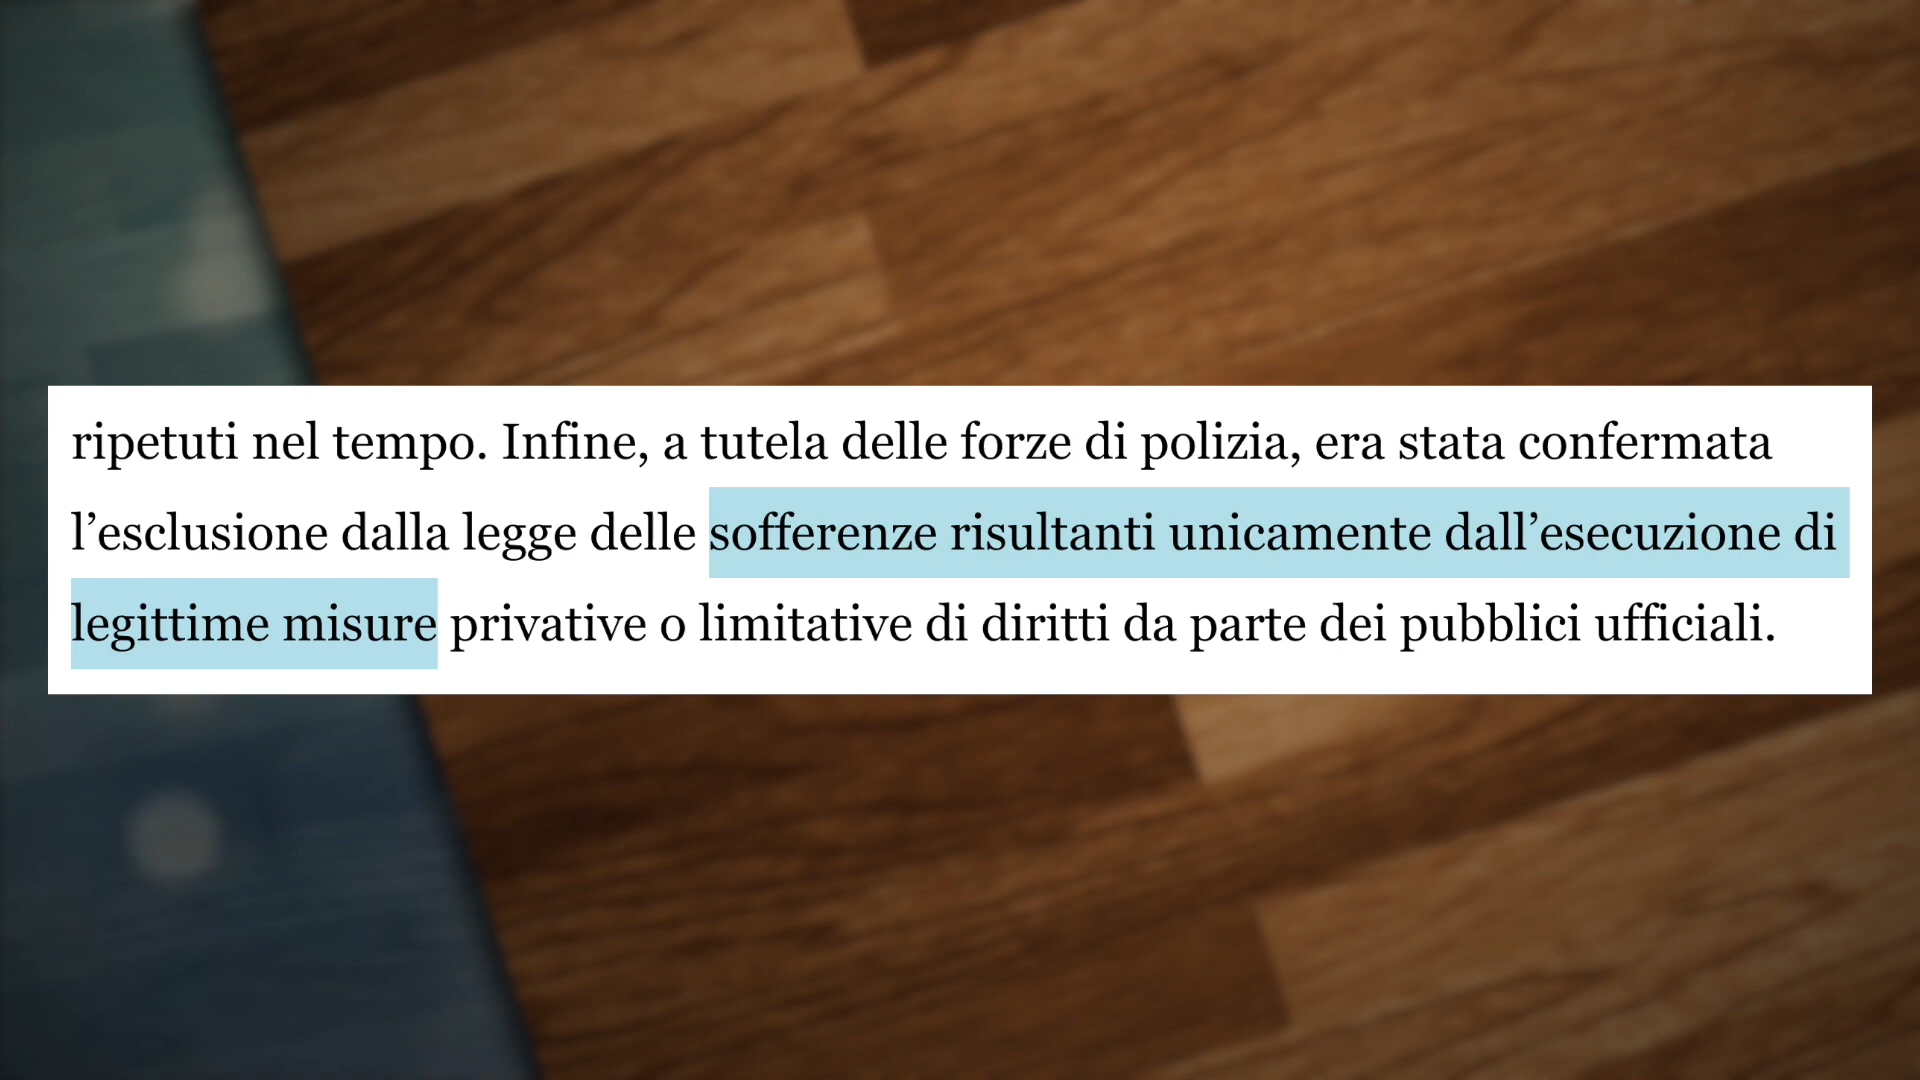 ripetuti nel tempo. Infine, a tutela delle forze di polizia, era stata confermata
l’esclusione dalla legge delle sofferenze risultanti unicamente dall’esecuzione di
legittime misure privative o limitative di diritti da parte dei pubblici ufficiali.